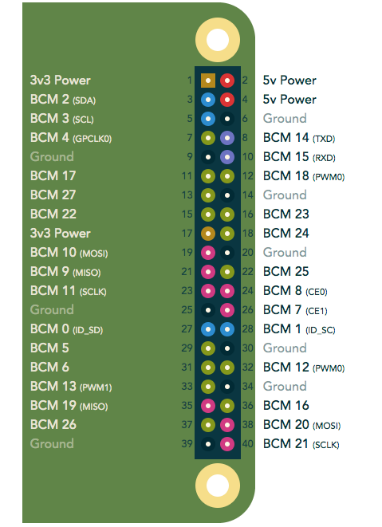 3v3 Power 1 2 5v Power
BCM 2 (SDA) 3 4 5v Power
BCM 3 (SCL) 5 6 Ground
BCM 4 (GPCLK0) 7 8 BCM 14 (TXD)
Ground 9 10 BCM 15 (RXD)
BCM 17 11 12 BCM 18 (PWM0)
BCM 27 13 14 Ground
BCM 22 15 16 BCM 23
3v3 Power 17 18 BCM 24
BCM 10 (MOSI) 19 20 Ground
BCM 9 (MISO) 21 22 BCM 25
BCM 11 (SCLK) 23 24 BCM 8 (CE0)
Ground 25 26 BCM 7 (CE1)
BCM 0 (ID_SD) 27 28 BCM 1 (ID_SC)
BCM 5 29 30 Ground
BCM 6 31 32 BCM 12 (PWM0)
BCM 13 (PWM1) 33 34 Ground
BCM 19 (MISO) 35 36 BCM 16
BCM 26 37 38 BCM 20 (MOSI)
Ground 39 40 BCM 21 (SCLK)